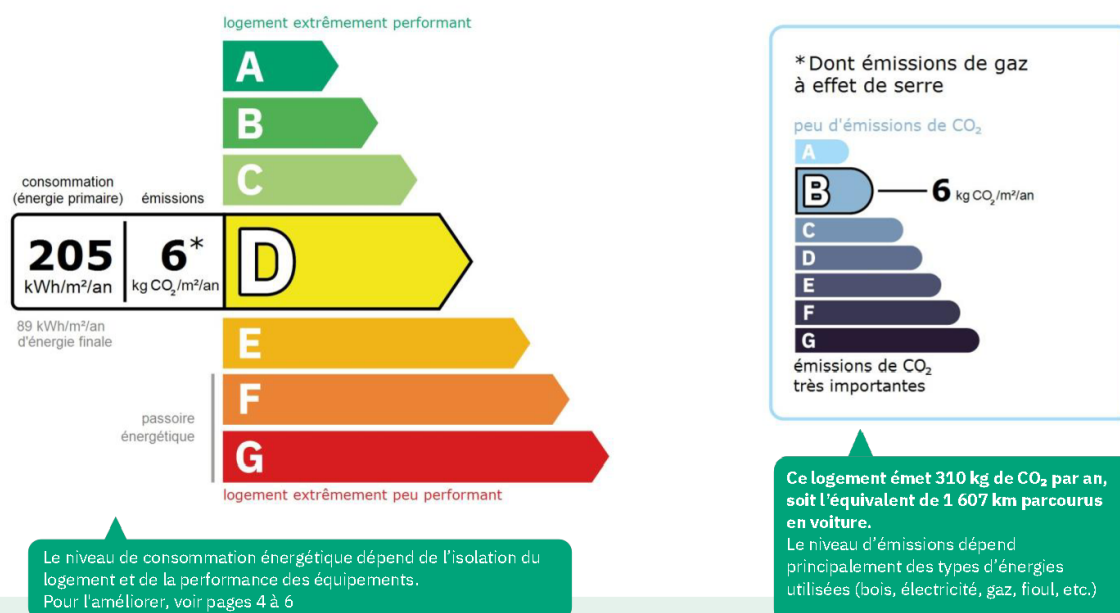 logement extrêmement performant
A
B
C
consommation
(énergie primaire)
émissions
205
kWh/m²/an
6*
kg CO₂/m²/an
D
89 kWh/m²/an
d'énergie finale
E
F
passoire
énergétique
G
logement extrêmement peu performant
Le niveau de consommation énergétique dépend de l'isolation du
logement et de la performance des équipements.
Pour l'améliorer, voir pages 4 à 6
*Dont émissions de gaz
à effet de serre
peu d'émissions de CO₂
A
B
6 kg CO₂/m²/an
C
D
E
F
G
émissions de CO₂
très importantes
Ce logement émet 310 kg de CO₂ par an,
soit l'équivalent de 1 607 km parcourus
en voiture.
Le niveau d'émissions dépend
principalement des types d'énergies
utilisées (bois, électricité, gaz, fioul, etc.)